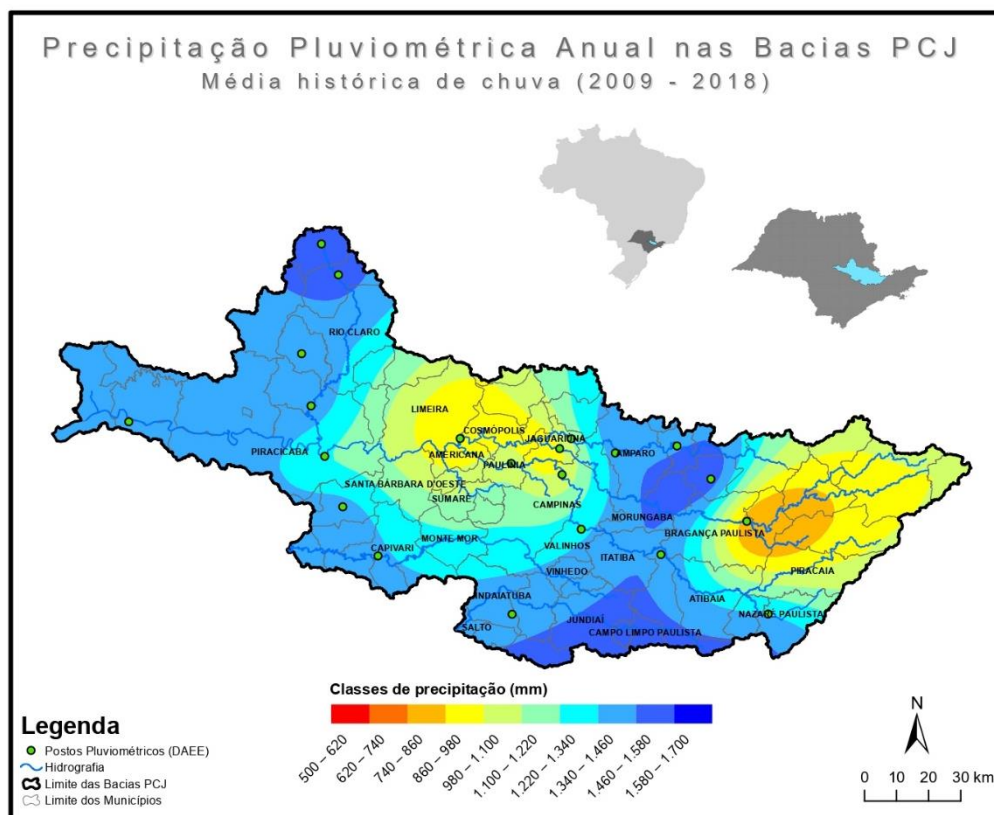 Precipitação Pluviométrica Anual nas Bacias PCJ
Média histórica de chuva (2009 - 2018)
RIO CLARO
LIMEIRA
COSMÓPOLIS
JAGUARIÚNA
AMERICANA
PAULÍNIA
PIRACICABA
AMPARO
SANTA BÁRBARA D'OESTE
SUMARÉ
CAMPINAS
MORUNGABA
BRAGANÇA PAULISTA
MONTE MOR
CAPIVARI
VALINHOS
ITATIBA
VINHEDO
PIRACAIA
INDAIATUBA
ATIBAIA
NAZARÉ PAULISTA
SALTO
JUNDIAÍ
CAMPO LIMPO PAULISTA
Classes de precipitação (mm)
500 – 620
620 – 740
740 – 860
860 – 980
980 – 1.100
1.100 – 1.220
1.220 – 1.340
1.340 – 1.460
1.460 – 1.580
1.580 – 1.700
Legenda
Postos Pluviométricos (DAEE)
Hidrografia
Limite das Bacias PCJ
Limite dos Municípios
N
0 10 20 30 km